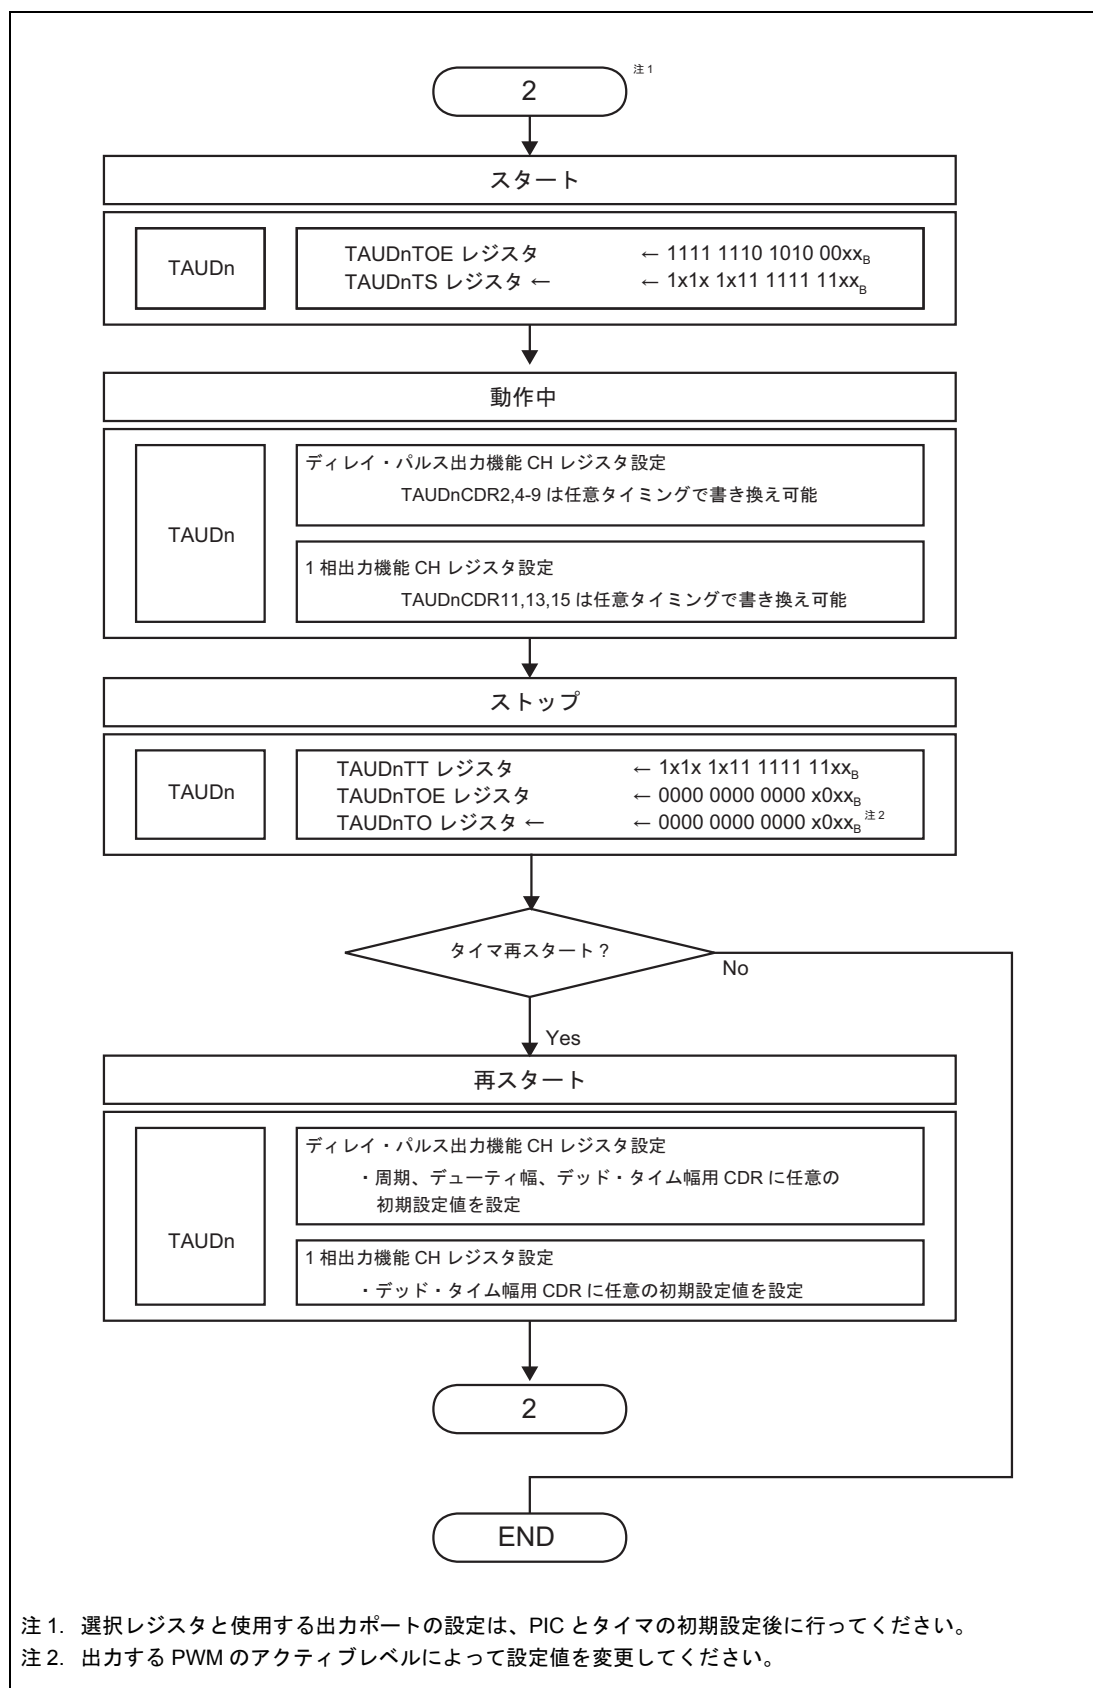 2 注 1
スタート
TAUDn
TAUDnTOE レジスタ ← 1111 1110 1010 00xxB
TAUDnTS レジスタ ← ← 1x1x 1x11 1111 11xxB
動作中
TAUDn
ディレイ・パルス出力機能 CH レジスタ設定
TAUDnCDR2,4-9 は任意タイミングで書き換え可能
1 相出力機能 CH レジスタ設定
TAUDnCDR11,13,15 は任意タイミングで書き換え可能
ストップ
TAUDn
TAUDnTT レジスタ ← 1x1x 1x11 1111 11xxB
TAUDnTOE レジスタ ← 0000 0000 0000 x0xxB
TAUDnTO レジスタ ← ← 0000 0000 0000 x0xxB 注 2
タイマ再スタート？
No
Yes
再スタート
TAUDn
ディレイ・パルス出力機能 CH レジスタ設定
・周期、デューティ幅、デッド・タイム幅用 CDR に任意の
初期設定値を設定
1 相出力機能 CH レジスタ設定
・デッド・タイム幅用 CDR に任意の初期設定値を設定
2
END
注 1. 選択レジスタと使用する出力ポートの設定は、PIC とタイマの初期設定後に行ってください。
注 2. 出力する PWM のアクティブレベルによって設定値を変更してください。